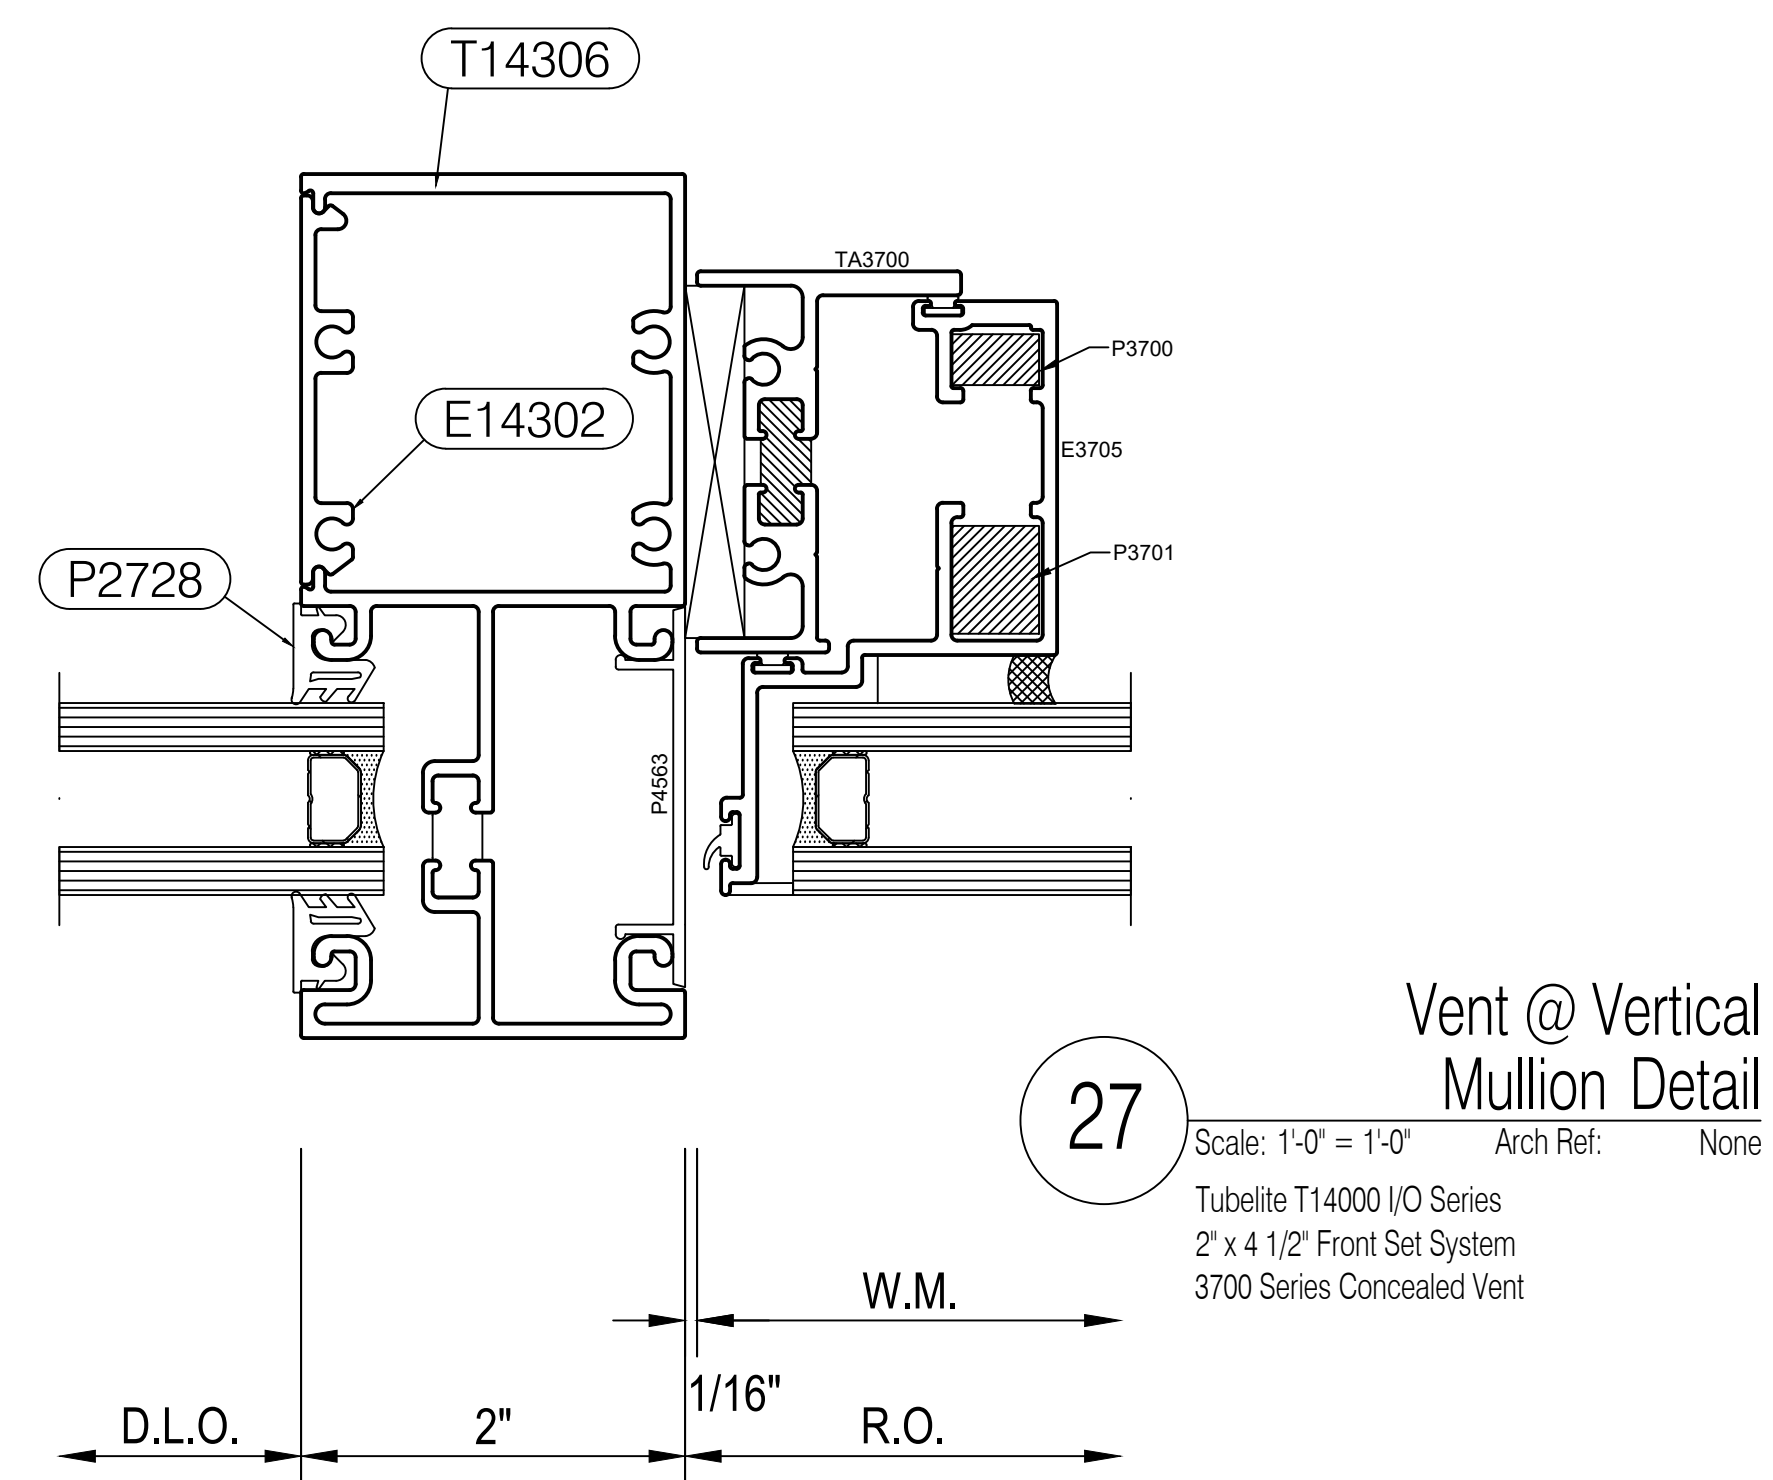 T14306
TA3700
P3700
E14302
E3705
P3701
P2728
P4563
Vent @ Vertical
Mullion Detail
27
Scale: 1'-0" = 1'-0" Arch Ref: None
Tubelite T14000 I/O Series
2" x 4 1/2" Front Set System
3700 Series Concealed Vent
W.M.
1/16"
D.L.O. 2" R.O.